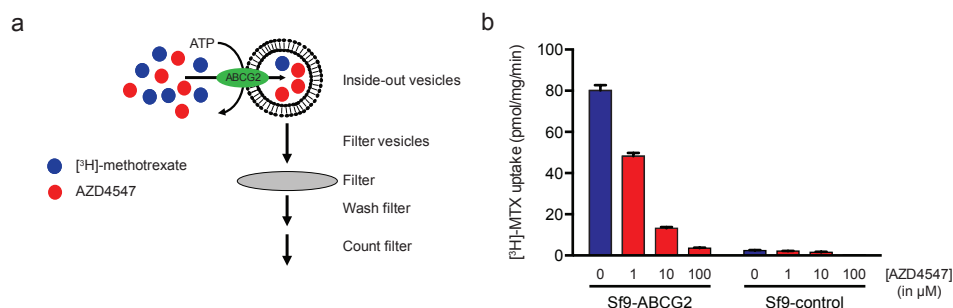 a
ATP
ABCG2
Inside-out vesicles
Filter vesicles
[³H]-methotrexate
AZD4547
Filter
Wash filter
Count filter
b
[³H]-MTX uptake (pmol/mg/min)
100
80
60
40
20
0
0 1 10 100 0 1 10 100 [AZD4547]
(in µM)
Sf9-ABCG2 Sf9-control